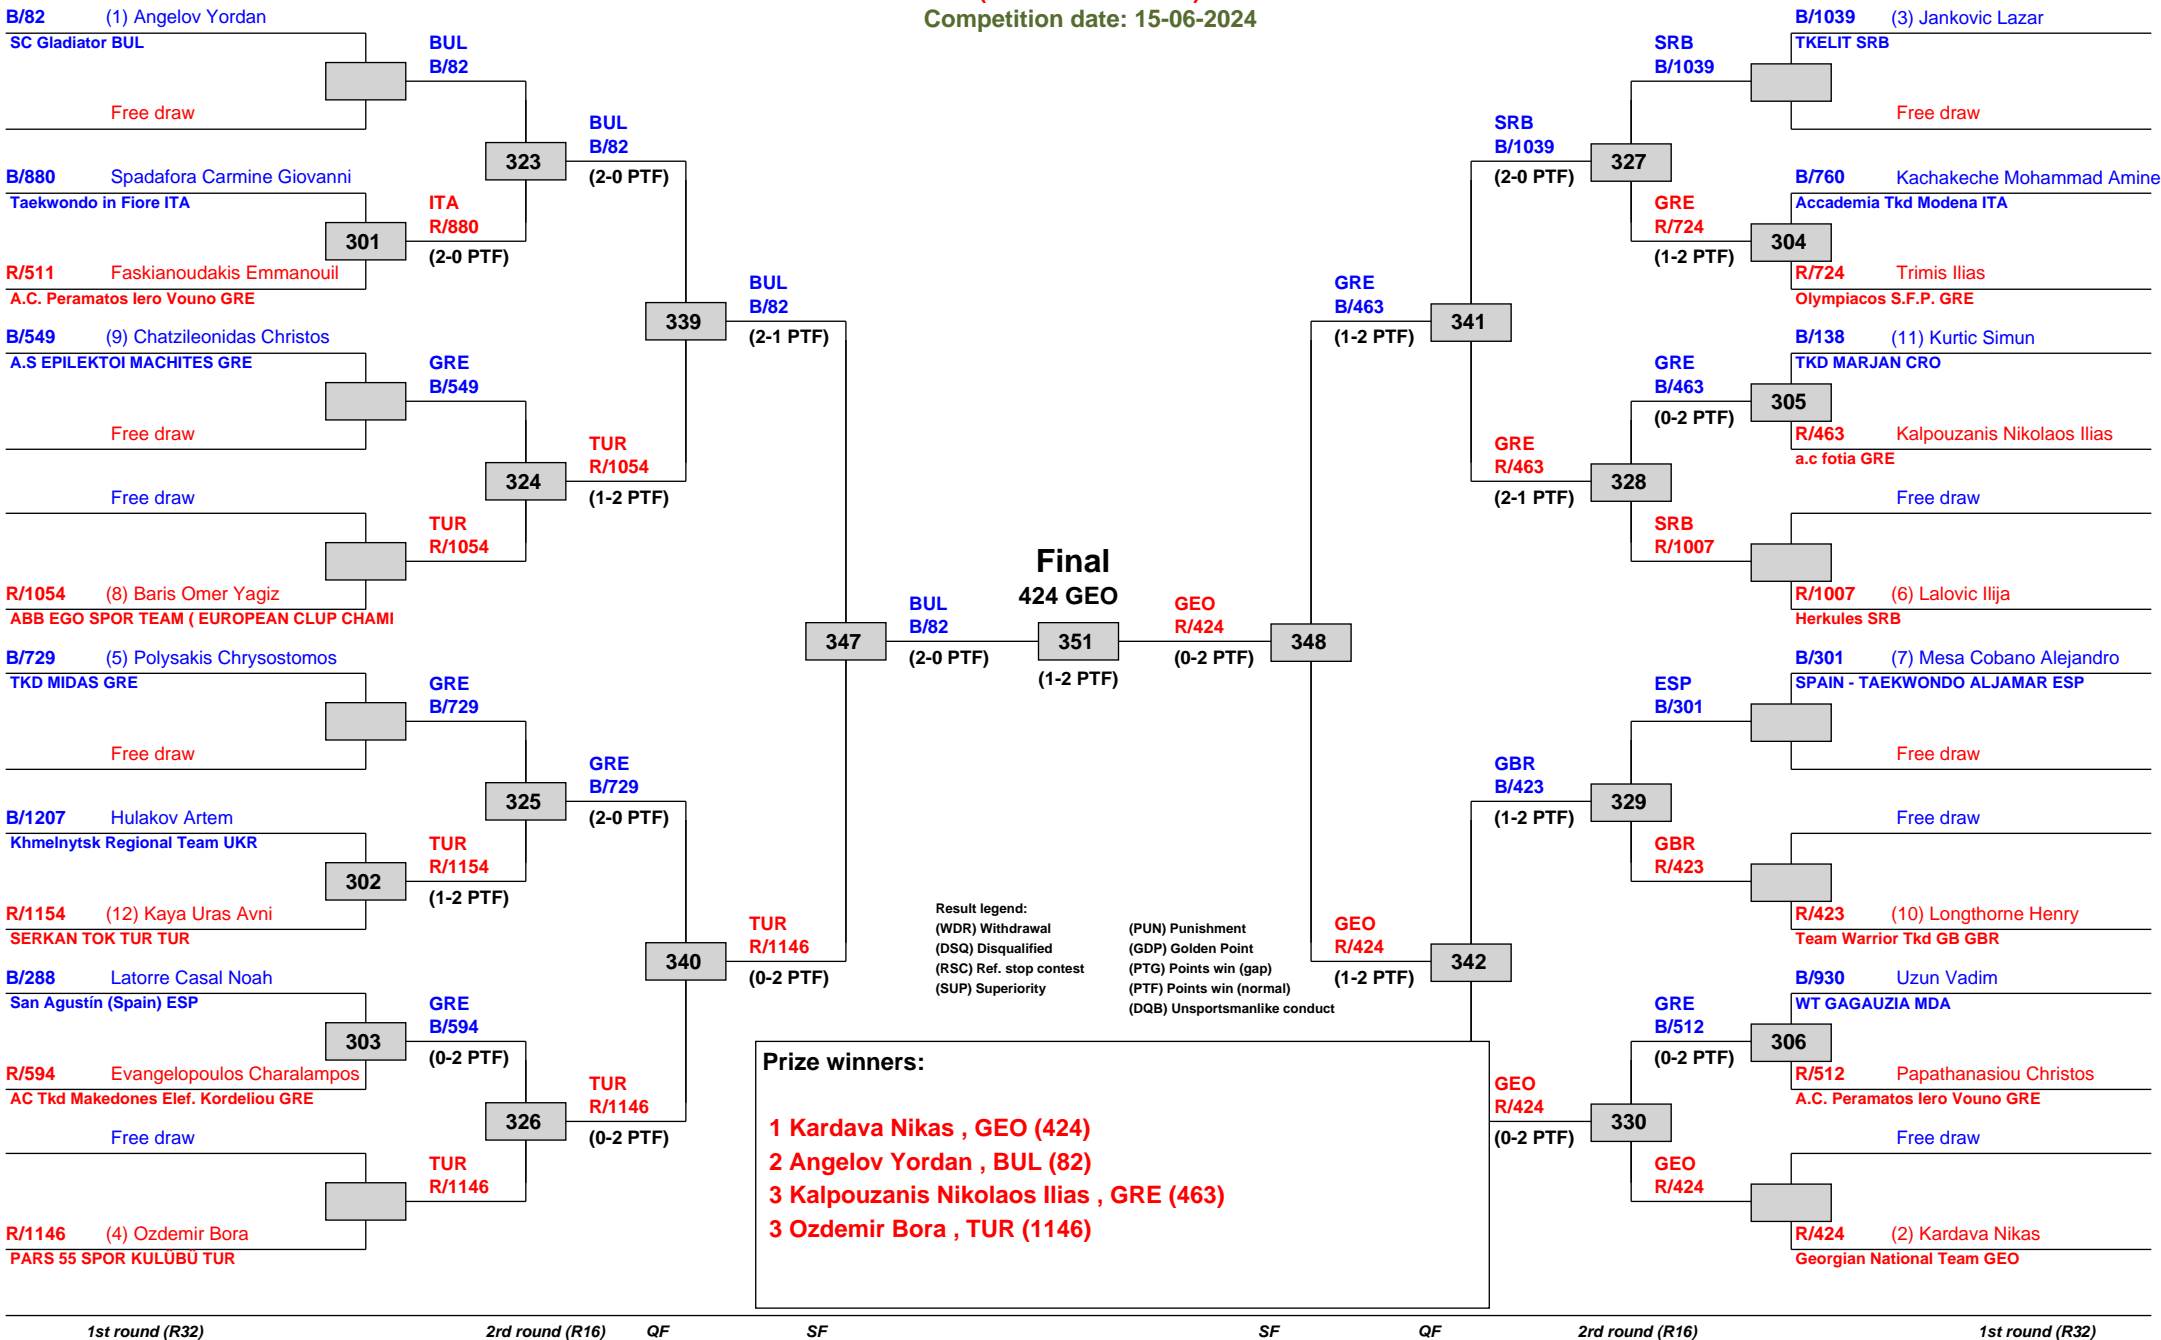 Competition date: 15-06-2024
B/82 (1) Angelov Yordan
SC Gladiator BUL
Free draw
B/880 Spadafora Carmine Giovanni
Taekwondo in Fiore ITA
301
R/511 Faskianoudakis Emmanouil
A.C. Peramatos Iero Vouno GRE
B/549 (9) Chatzileonidas Christos
A.S EPILEKTOI MACHITES GRE
Free draw
Free draw
R/1054 (8) Baris Omer Yagiz
ABB EGO SPOR TEAM ( EUROPEAN CLUP CHAMI
B/729 (5) Polysakis Chrysostomos
TKD MIDAS GRE
Free draw
B/1207 Hulakov Artem
Khmelnytsk Regional Team UKR
302
R/1154 (12) Kaya Uras Avni
SERKAN TOK TUR TUR
B/288 Latorre Casal Noah
San Agustín (Spain) ESP
303
R/594 Evangelopoulos Charalampos
AC Tkd Makedones Elef. Kordeliou GRE
Free draw
R/1146 (4) Ozdemir Bora
PARS 55 SPOR KULÜBÜ TUR
BUL
B/82
323
ITA
R/880
(2-0 PTF)
GRE
B/549
324
TUR
R/1054
GRE
B/729
325
TUR
R/1154
(1-2 PTF)
GRE
B/594
(0-2 PTF)
326
TUR
R/1146
BUL
B/82
(2-0 PTF)
339
TUR
R/1054
(1-2 PTF)
GRE
B/729
(2-0 PTF)
340
TUR
R/1146
(0-2 PTF)
BUL
B/82
(2-1 PTF)
347
TUR
R/1146
(0-2 PTF)
BUL
B/82
(2-0 PTF)
Final
424 GEO
351
(1-2 PTF)
GEO
R/424
(0-2 PTF)
348
GRE
B/463
(1-2 PTF)
341
GEO
R/424
(1-2 PTF)
342
SRB
B/1039
(2-0 PTF)
327
GRE
R/463
(2-1 PTF)
328
GBR
B/423
(1-2 PTF)
329
GEO
R/424
(0-2 PTF)
330
SRB
B/1039
GRE
R/724
(1-2 PTF)
304
GRE
B/463
(0-2 PTF)
305
SRB
R/1007
ESP
B/301
GBR
R/423
GRE
B/512
(0-2 PTF)
306
GEO
R/424
B/1039 (3) Jankovic Lazar
TKELIT SRB
Free draw
B/760 Kachakeche Mohammad Amine
Accademia Tkd Modena ITA
R/724 Trimis Ilias
Olympiacos S.F.P. GRE
B/138 (11) Kurtic Simun
TKD MARJAN CRO
R/463 Kalpouzanis Nikolaos Ilias
a.c fotia GRE
Free draw
R/1007 (6) Lalovic Ilija
Herkules SRB
B/301 (7) Mesa Cobano Alejandro
SPAIN - TAEKWONDO ALJAMAR ESP
Free draw
Free draw
R/423 (10) Longthorne Henry
Team Warrior Tkd GB GBR
B/930 Uzun Vadim
WT GAGAUZIA MDA
R/512 Papathanasiou Christos
A.C. Peramatos Iero Vouno GRE
Free draw
R/424 (2) Kardava Nikas
Georgian National Team GEO
Result legend:
(WDR) Withdrawal (PUN) Punishment
(DSQ) Disqualified (GDP) Golden Point
(RSC) Ref. stop contest (PTG) Points win (gap)
(SUP) Superiority (PTF) Points win (normal)
(DQB) Unsportsmanlike conduct
Prize winners:
1 Kardava Nikas , GEO (424)
2 Angelov Yordan , BUL (82)
3 Kalpouzanis Nikolaos Ilias , GRE (463)
3 Ozdemir Bora , TUR (1146)
1st round (R32) 2rd round (R16) QF SF SF QF 2rd round (R16) 1st round (R32)